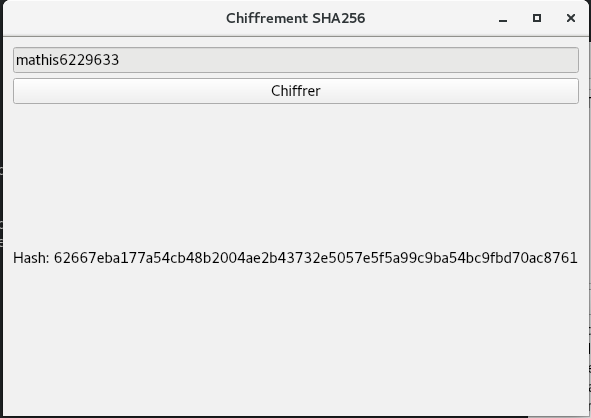 Chiffrement SHA256
mathis6229633
Chiffrer
Hash: 62667eba177a54cb48b2004ae2b43732e5057e5f5a99c9ba54bc9fbd70ac8761